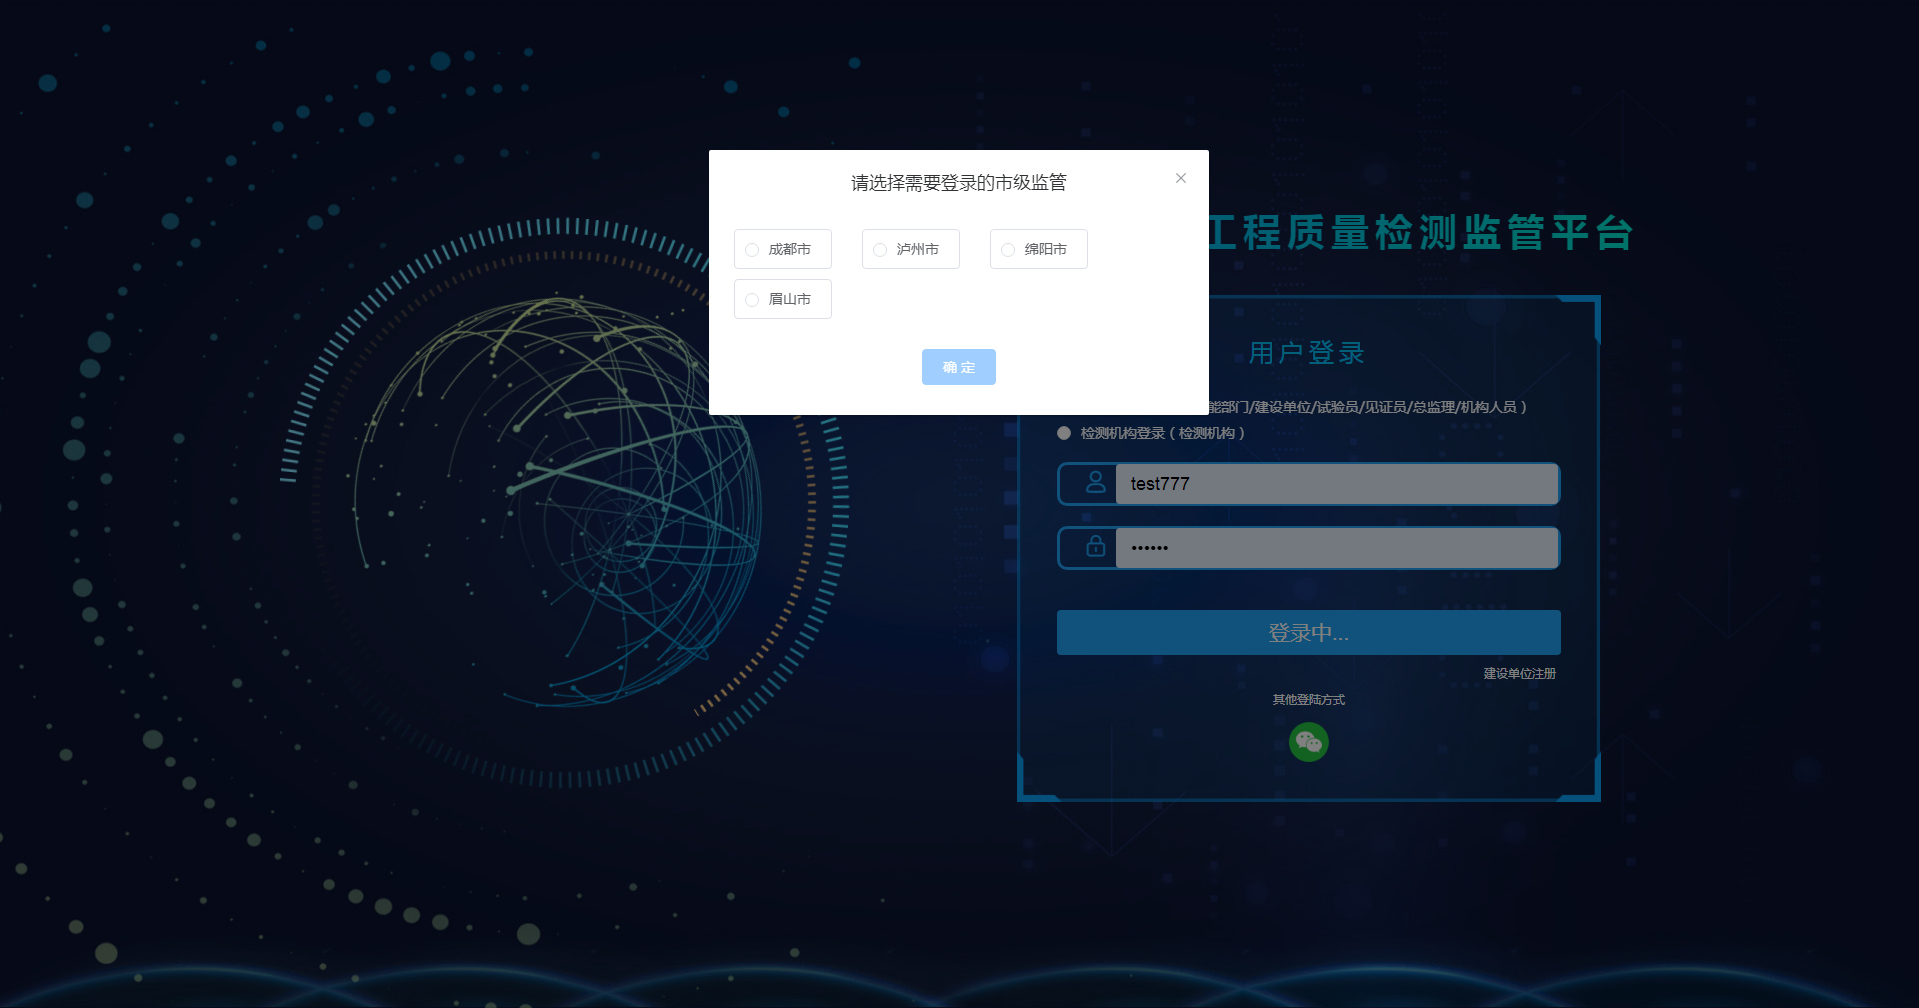 请选择需要登录的市级监管
成都市 泸州市 绵阳市
眉山市
确 定
工程质量检测监管平台
用户登录
能部门/建设单位/试验员/见证员/总监理/机构人员）
检测机构登录（检测机构）
test777
••••••
登录中...
建设单位注册
其他登陆方式